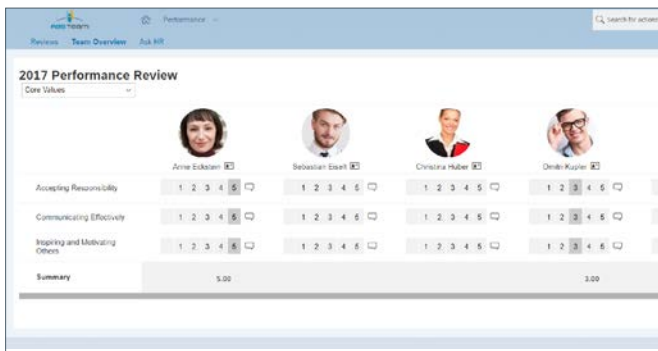 Performance
Search for actions
Reviews Team Overview Ask HR
2017 Performance Review
Core Values
Anne Eckstein Sebastian Eiselt Christina Huber Dmitri Kupler
Accepting Responsibility 1 2 3 4 5 1 2 3 4 5 1 2 3 4 5 1 2 3 4 5
Communicating Effectively 1 2 3 4 5 1 2 3 4 5 1 2 3 4 5 1 2 3 4 5
Inspiring and Motivating
Others 1 2 3 4 5 1 2 3 4 5 1 2 3 4 5 1 2 3 4 5
Summary 5.00 3.00